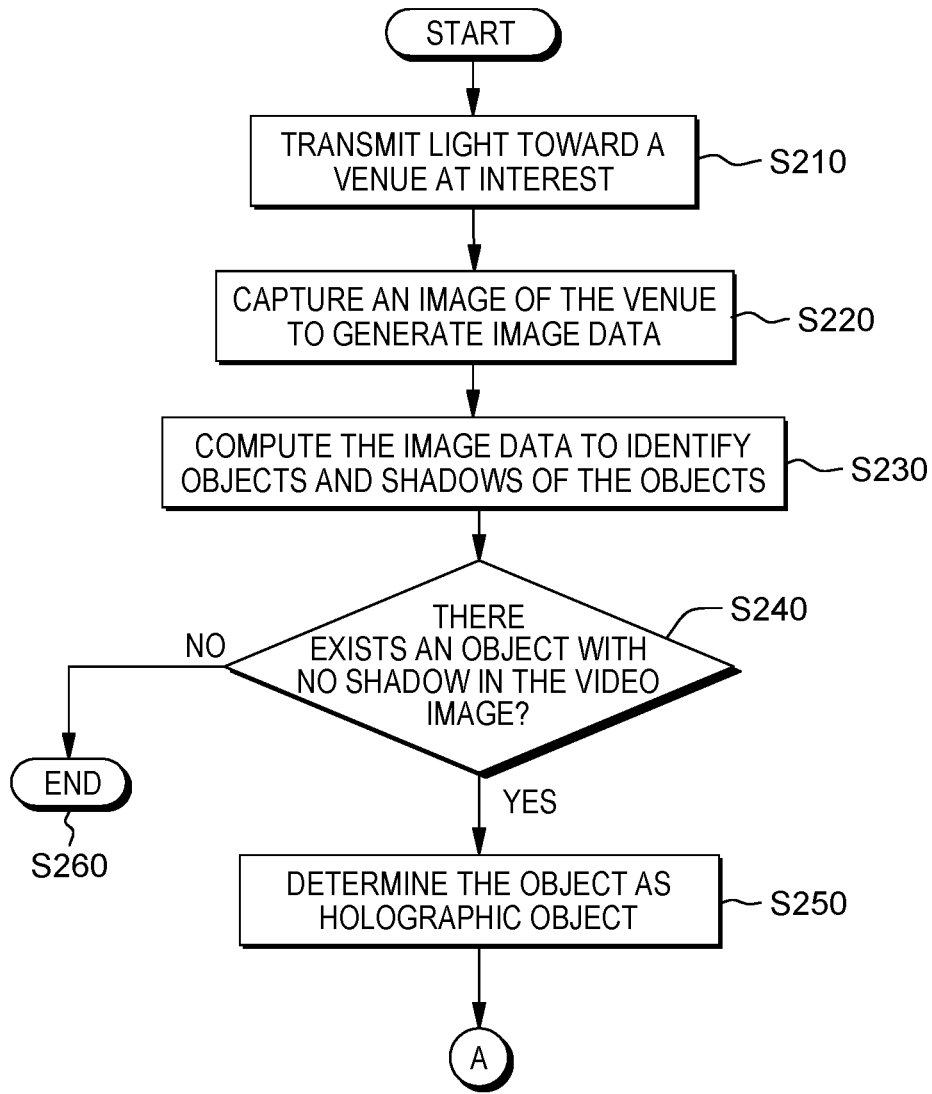 START
TRANSMIT LIGHT TOWARD A
VENUE AT INTEREST
S210
CAPTURE AN IMAGE OF THE VENUE
TO GENERATE IMAGE DATA
S220
COMPUTE THE IMAGE DATA TO IDENTIFY
OBJECTS AND SHADOWS OF THE OBJECTS
S230
THERE
EXISTS AN OBJECT WITH
NO SHADOW IN THE VIDEO
IMAGE?
S240
NO
END
S260
YES
DETERMINE THE OBJECT AS
HOLOGRAPHIC OBJECT
S250
A